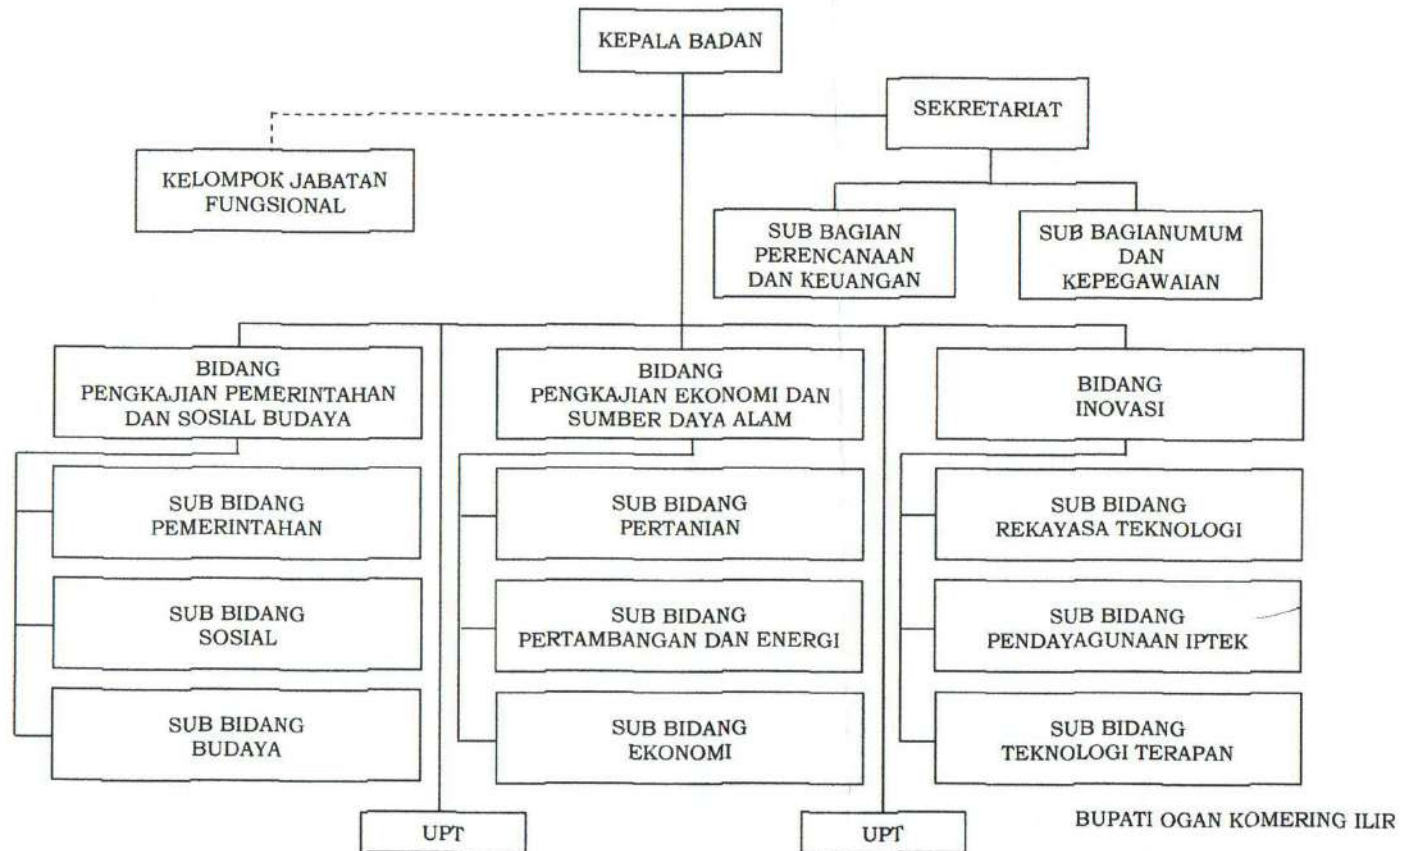 KEPALA BADAN
SEKRETARIAT
KELOMPOK JABATAN
FUNGSIONAL
SUB BAGIAN
PERENCANAAN
DAN KEUANGAN
SUB BAGIANUMUM
DAN
KEPEGAWAIAN
BIDANG
PENGKAJIAN PEMERINTAHAN
DAN SOSIAL BUDAYA
BIDANG
PENGKAJIAN EKONOMI DAN
SUMBER DAYA ALAM
BIDANG
INOVASI
SUB BIDANG
PEMERINTAHAN
SUB BIDANG
PERTANIAN
SUB BIDANG
REKAYASA TEKNOLOGI
SUB BIDANG
SOSIAL
SUB BIDANG
PERTAMBANGAN DAN ENERGI
SUB BIDANG
PENDAYAGUNAAN IPTEK
SUB BIDANG
BUDAYA
SUB BIDANG
EKONOMI
SUB BIDANG
TEKNOLOGI TERAPAN
UPT
UPT
BUPATI OGAN KOMERING ILIR